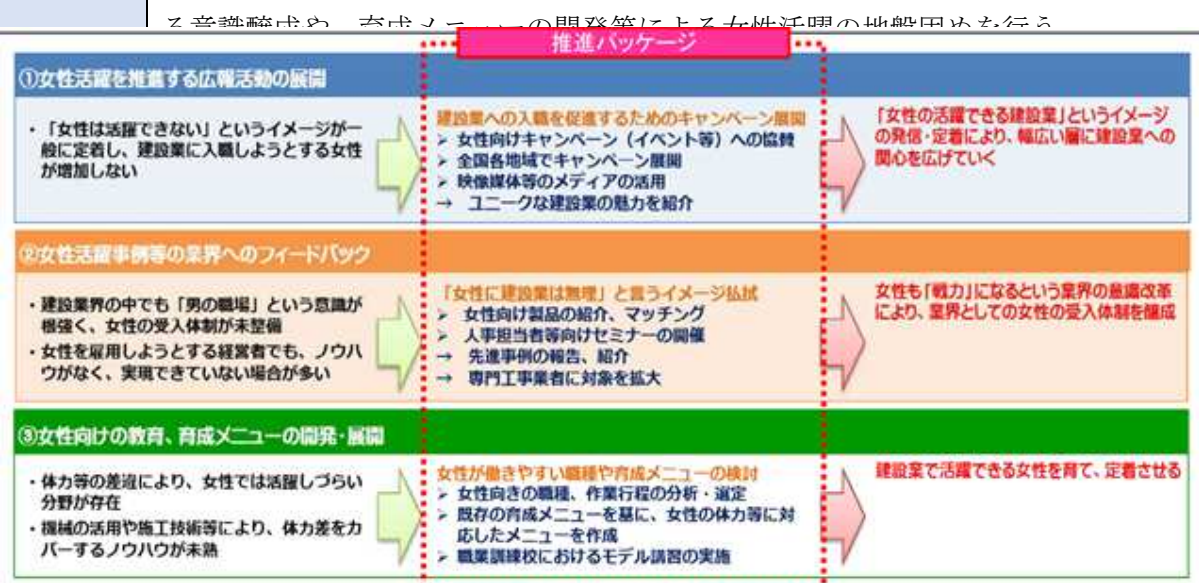 る意識醸成や、育成メニューの開発等による女性活躍の地盤固めを行う
推進パッケージ
①女性活躍を推進する広報活動の展開
・「女性は活躍できない」というイメージが一
般に定着し、建設業に入職しようとする女性
が増加しない
建設業への入職を促進するためのキャンペーン展開
➢ 女性向けキャンペーン（イベント等）への協賛
➢ 全国各地域でキャンペーン展開
➢ 映像媒体等のメディアの活用
→ ユニークな建設業の魅力を紹介
「女性の活躍できる建設業」というイメージ
の発信・定着により、幅広い層に建設業への
関心を広げていく
②女性活躍事例等の業界へのフィードバック
・建設業界の中でも「男の職場」という意識が
根強く、女性の受入体制が未整備
・女性を雇用しようとする経営者でも、ノウハ
ウがなく、実現できていない場合が多い
「女性に建設業は無理」と言うイメージ払拭
➢ 女性向け製品の紹介、マッチング
➢ 人事担当者等向けセミナーの開催
→ 先進事例の報告、紹介
→ 専門工事業者に対象を拡大
女性も「戦力」になるという業界の意識改革
により、業界としての女性の受入体制を醸成
③女性向けの教育、育成メニューの開発・展開
・体力等の差違により、女性では活躍しづらい
分野が存在
・機械の活用や施工技術等により、体力差をカ
バーするノウハウが未熟
女性が働きやすい職種や育成メニューの検討
➢ 女性向きの職種、作業行程の分析・選定
➢ 既存の育成メニューを基に、女性の体力等に対
応したメニューを作成
➢ 職業訓練校におけるモデル講習の実施
建設業で活躍できる女性を育て、定着させる